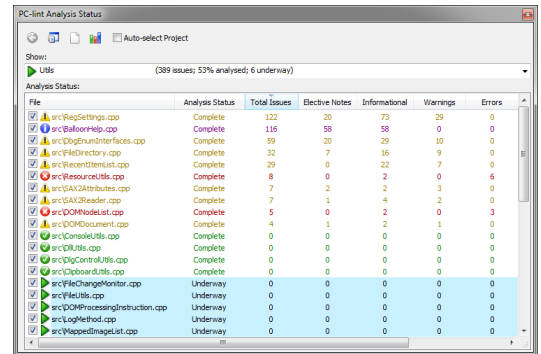 PC-lint Analysis Status
Auto-select Project
Show:
Utils (389 issues; 53% analysed; 6 underway)
Analysis Status:
File Analysis Status Total Issues Elective Notes Informational Warnings Errors
src\RegSettings.cpp Complete 122 20 73 29 0
src\BalloonHelp.cpp Complete 116 58 58 0 0
src\DbgEnumInterfaces.cpp Complete 59 20 29 10 0
src\FileDirectory.cpp Complete 32 7 16 9 0
src\RecentItemList.cpp Complete 29 0 22 7 0
src\ResourceUtils.cpp Complete 8 0 2 0 6
src\SAX2Attributes.cpp Complete 7 2 2 3 0
src\SAX2Reader.cpp Complete 7 1 4 2 0
src\DOMNodeList.cpp Complete 5 0 2 0 3
src\DOMDocument.cpp Complete 4 1 2 1 0
src\ConsoleUtils.cpp Complete 0 0 0 0 0
src\DllUtils.cpp Complete 0 0 0 0 0
src\DlgControlUtils.cpp Complete 0 0 0 0 0
src\ClipboardUtils.cpp Complete 0 0 0 0 0
src\FileChangeMonitor.cpp Underway 0 0 0 0 0
src\FileUtils.cpp Underway 0 0 0 0 0
src\DOMProcessingInstruction.cpp Underway 0 0 0 0 0
src\LogMethod.cpp Underway 0 0 0 0 0
src\MappedImageList.cpp Underway 0 0 0 0 0